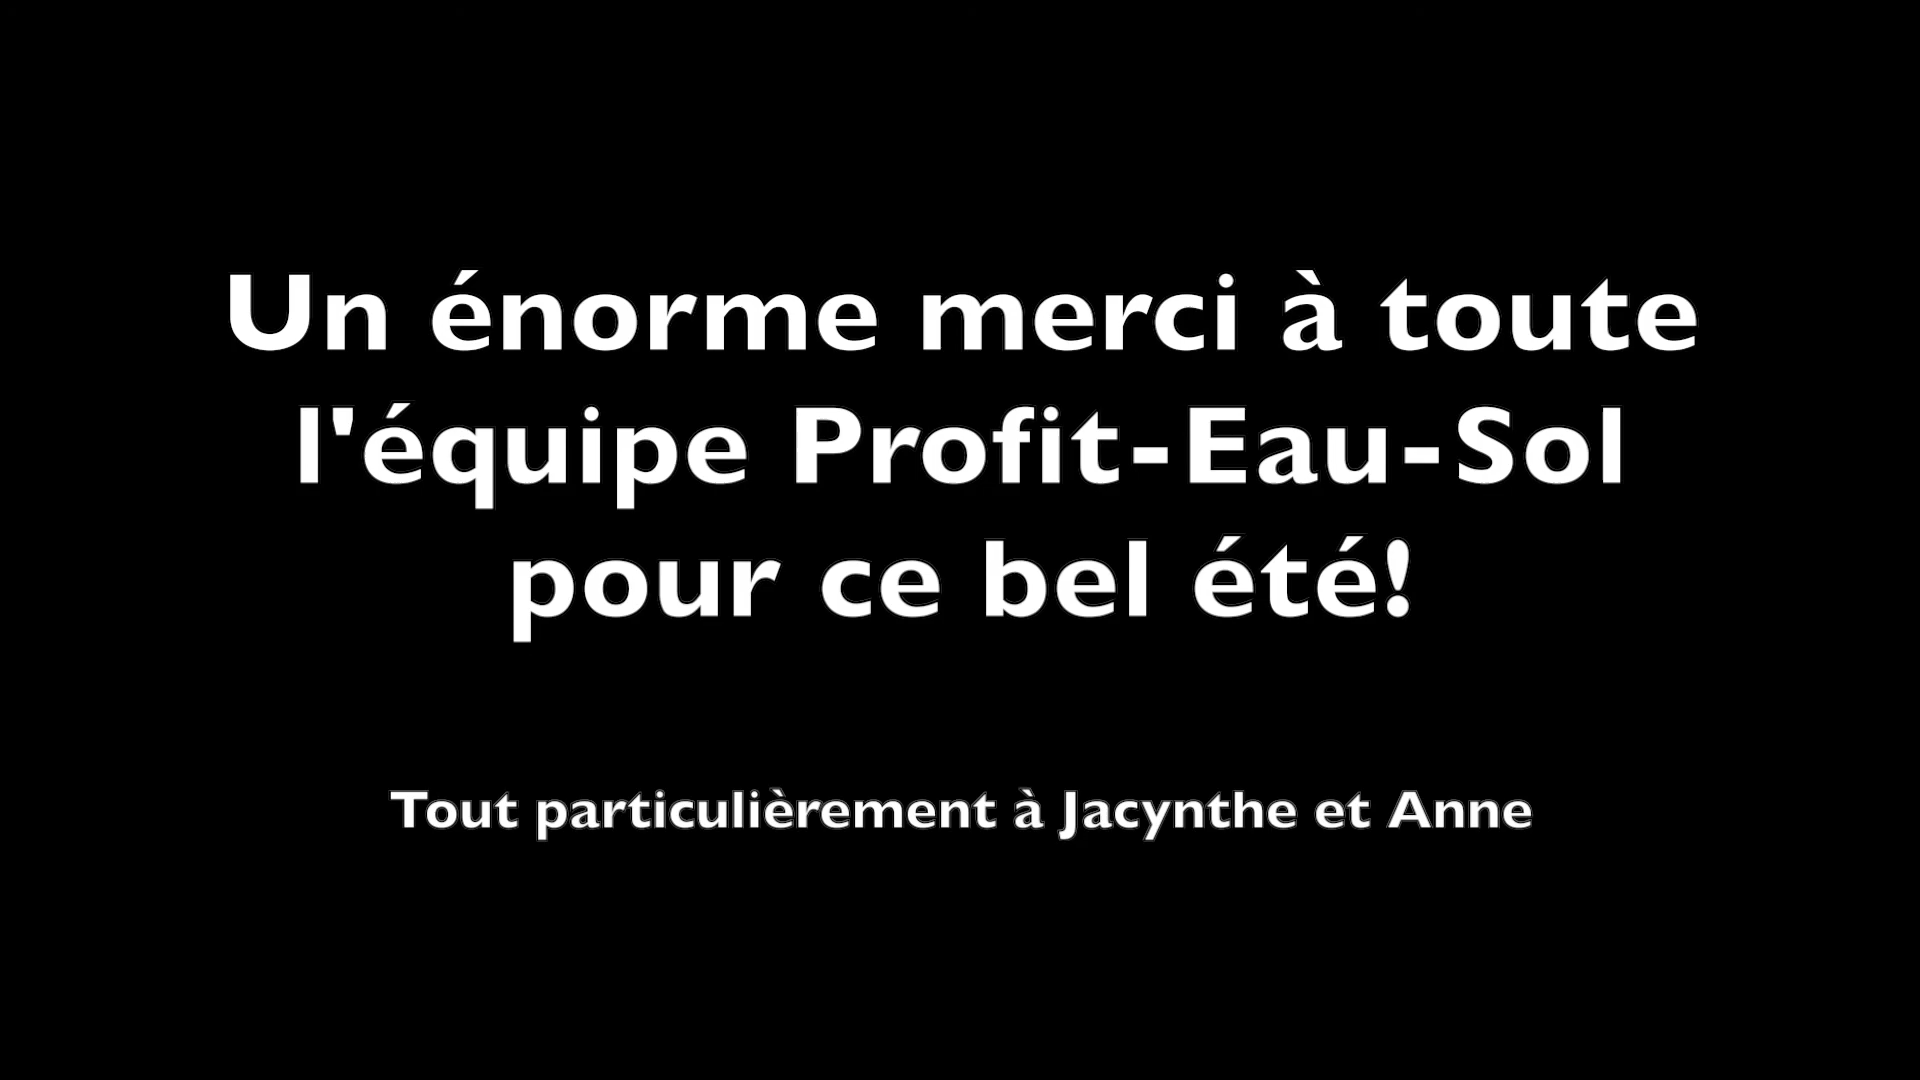 Un énorme merci à toute
l'équipe Profit-Eau-Sol
pour ce bel été!
Tout particulièrement à Jacynthe et Anne